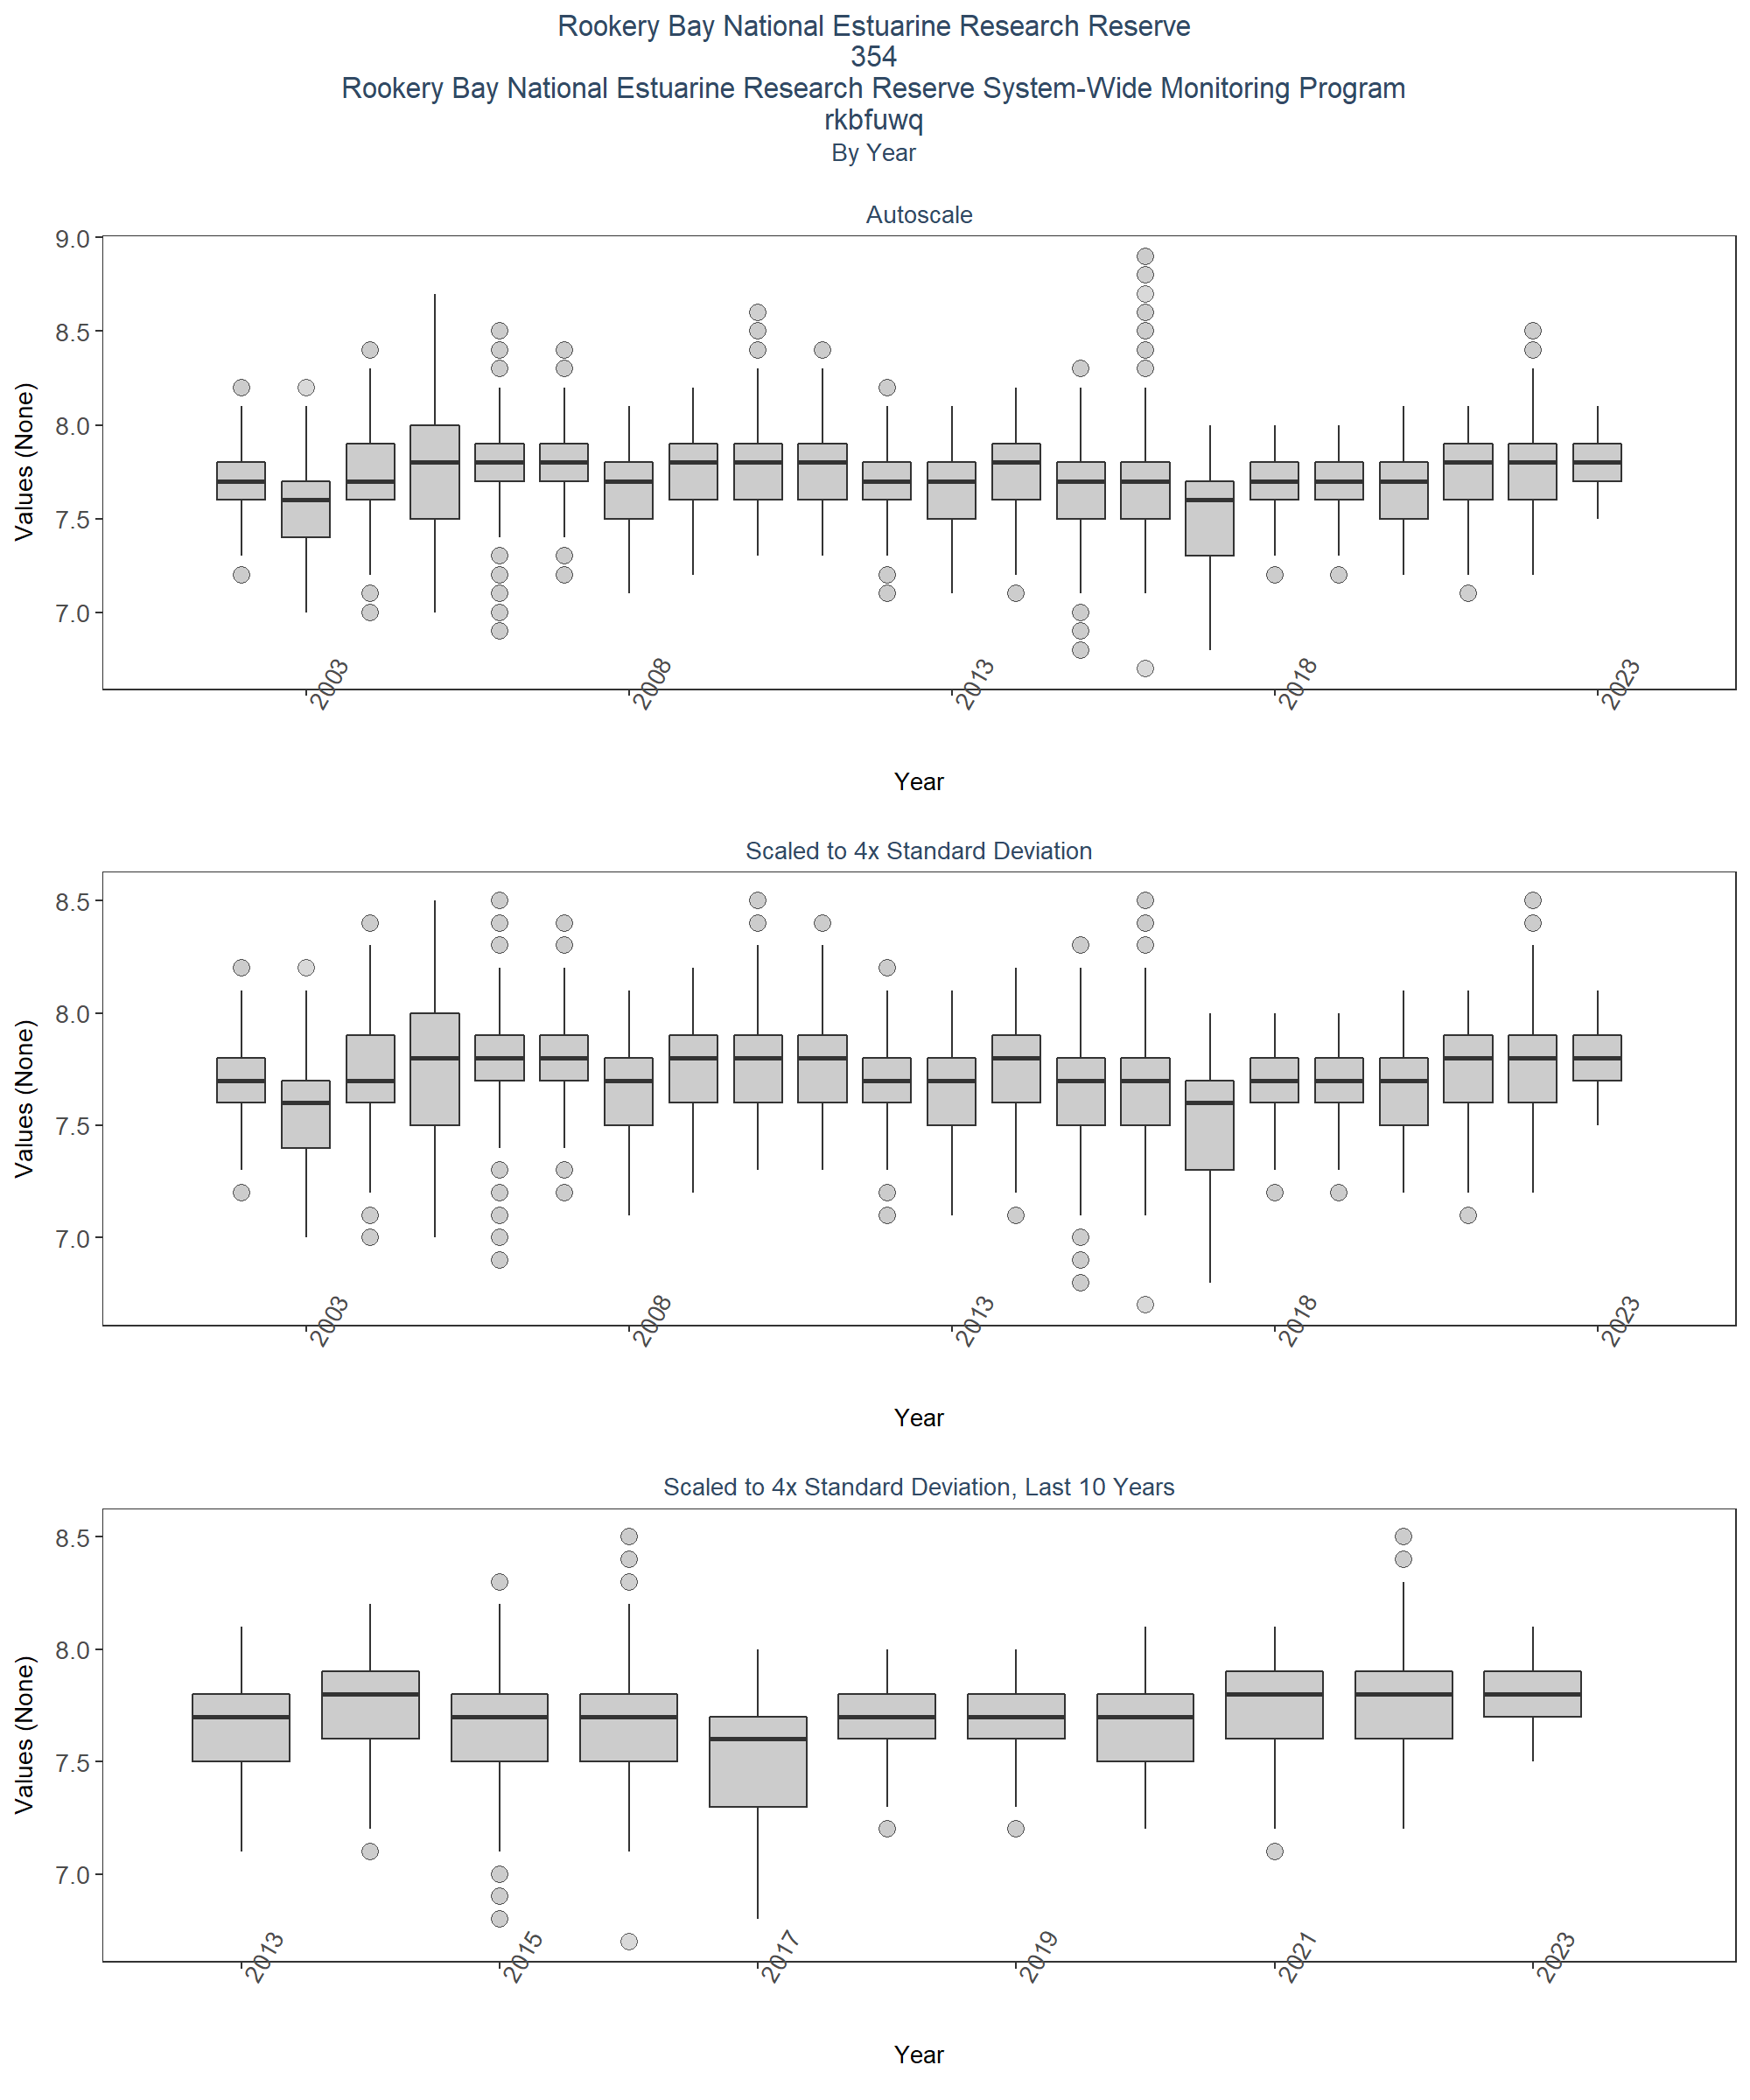 Rookery Bay National Estuarine Research Reserve
354
Rookery Bay National Estuarine Research Reserve System-Wide Monitoring Program
rkbfuwq
By Year
Autoscale
Values (None)
9.0
8.5
8.0
7.5
7.0
2003 2008 2013 2018 2023
Year
Scaled to 4x Standard Deviation
Values (None)
8.5
8.0
7.5
7.0
2003 2008 2013 2018 2023
Year
Scaled to 4x Standard Deviation, Last 10 Years
Values (None)
8.5
8.0
7.5
7.0
2013 2015 2017 2019 2021 2023
Year